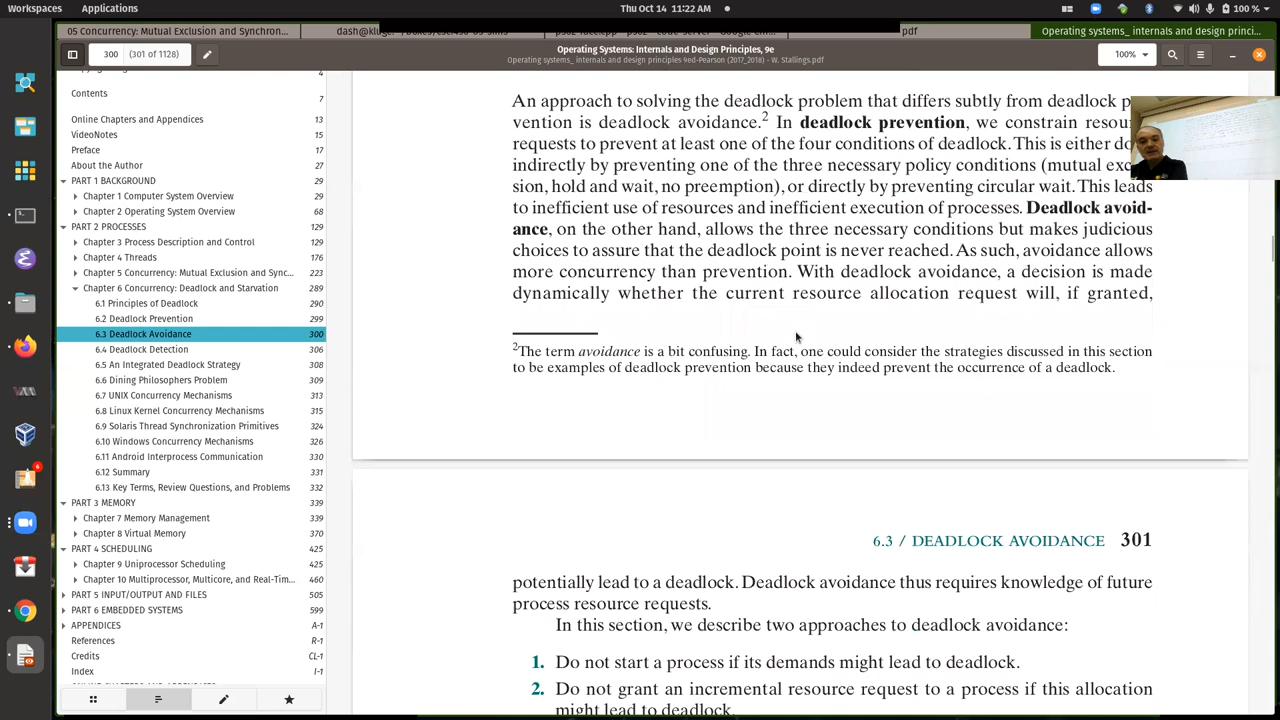 Workspaces Applications Thu Oct 14 11:22 AM 100 %
05 Concurrency: Mutual Exclusion and Synchron... pdf Operating systems_ internals and design princi...
300 (301 of 1128) Operating Systems: Internals and Design Principles, 9e 100%
Operating systems_ internals and design principles 9ed-Pearson (2017_2018) - W. Stallings.pdf
4
Contents 7
Online Chapters and Appendices 13
VideoNotes 15
Preface 17
About the Author 27
PART 1 BACKGROUND 29
Chapter 1 Computer System Overview 29
Chapter 2 Operating System Overview 68
PART 2 PROCESSES 129
Chapter 3 Process Description and Control 129
Chapter 4 Threads 176
Chapter 5 Concurrency: Mutual Exclusion and Sync... 223
Chapter 6 Concurrency: Deadlock and Starvation 289
6.1 Principles of Deadlock 290
6.2 Deadlock Prevention 299
6.3 Deadlock Avoidance 300
6.4 Deadlock Detection 306
6.5 An Integrated Deadlock Strategy 308
6.6 Dining Philosophers Problem 309
6.7 UNIX Concurrency Mechanisms 313
6.8 Linux Kernel Concurrency Mechanisms 315
6.9 Solaris Thread Synchronization Primitives 324
6.10 Windows Concurrency Mechanisms 326
6.11 Android Interprocess Communication 330
6.12 Summary 331
6.13 Key Terms, Review Questions, and Problems 332
PART 3 MEMORY 339
Chapter 7 Memory Management 339
Chapter 8 Virtual Memory 370
PART 4 SCHEDULING 425
Chapter 9 Uniprocessor Scheduling 425
Chapter 10 Multiprocessor, Multicore, and Real-Tim... 460
PART 5 INPUT/OUTPUT AND FILES 505
PART 6 EMBEDDED SYSTEMS 599
APPENDICES A-1
References R-1
Credits CL-1
Index I-1
An approach to solving the deadlock problem that differs subtly from deadlock p
vention is deadlock avoidance.2 In deadlock prevention, we constrain resou
requests to prevent at least one of the four conditions of deadlock. This is either do
indirectly by preventing one of the three necessary policy conditions (mutual exc
sion, hold and wait, no preemption), or directly by preventing circular wait. This leads
to inefficient use of resources and inefficient execution of processes. Deadlock avoid-
ance, on the other hand, allows the three necessary conditions but makes judicious
choices to assure that the deadlock point is never reached. As such, avoidance allows
more concurrency than prevention. With deadlock avoidance, a decision is made
dynamically whether the current resource allocation request will, if granted,
2The term avoidance is a bit confusing. In fact, one could consider the strategies discussed in this section
to be examples of deadlock prevention because they indeed prevent the occurrence of a deadlock.
6.3 / DEADLOCK AVOIDANCE 301
potentially lead to a deadlock. Deadlock avoidance thus requires knowledge of future
process resource requests.
In this section, we describe two approaches to deadlock avoidance:
1. Do not start a process if its demands might lead to deadlock.
2. Do not grant an incremental resource request to a process if this allocation
might lead to deadlock.